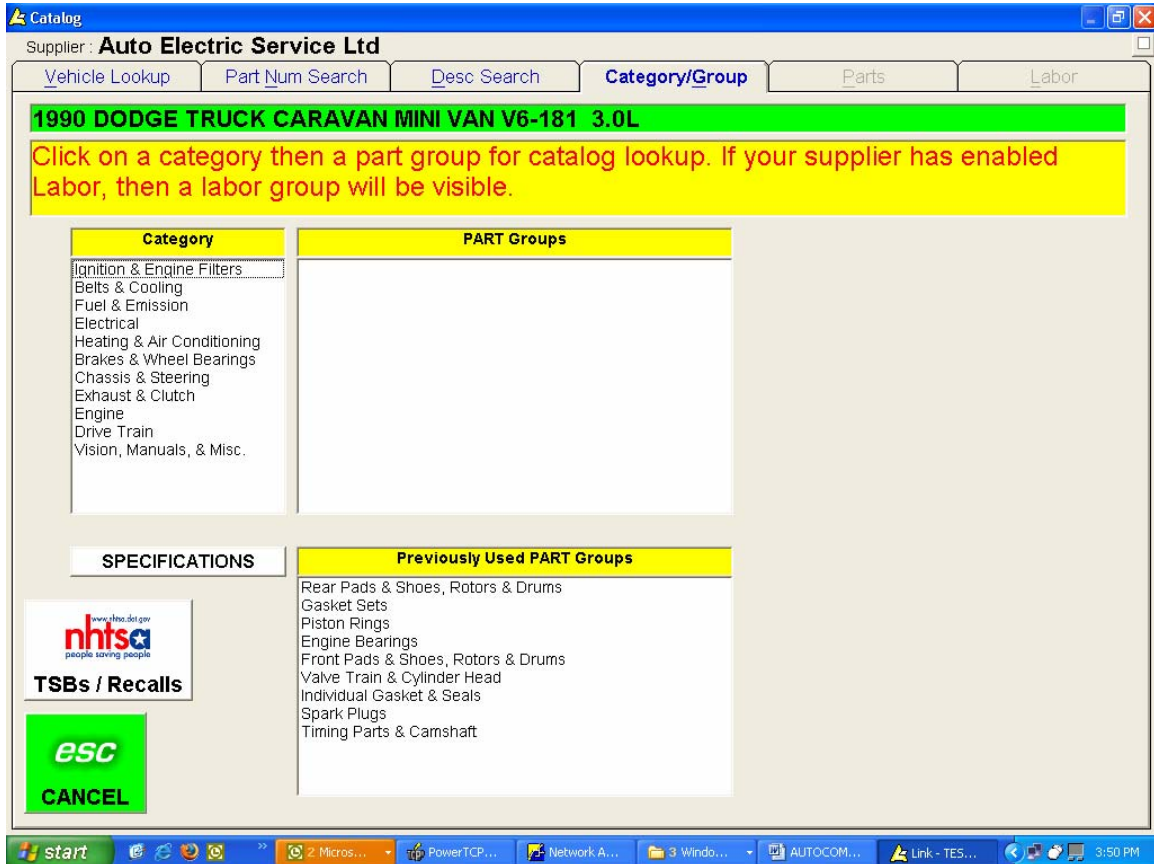 Catalog
Supplier : Auto Electric Service Ltd
Vehicle Lookup Part Num Search Desc Search Category/Group Parts Labor
1990 DODGE TRUCK CARAVAN MINI VAN V6-181 3.0L
Click on a category then a part group for catalog lookup. If your supplier has enabled
Labor, then a labor group will be visible.
Category
Ignition & Engine Filters
Belts & Cooling
Fuel & Emission
Electrical
Heating & Air Conditioning
Brakes & Wheel Bearings
Chassis & Steering
Exhaust & Clutch
Engine
Drive Train
Vision, Manuals, & Misc.
PART Groups
SPECIFICATIONS
Previously Used PART Groups
Rear Pads & Shoes, Rotors & Drums
Gasket Sets
Piston Rings
Engine Bearings
Front Pads & Shoes, Rotors & Drums
Valve Train & Cylinder Head
Individual Gasket & Seals
Spark Plugs
Timing Parts & Camshaft
www.nhtsa.dot.gov
nhtsa
people saving people
TSBs / Recalls
esc
CANCEL
start 2 Micros... PowerTCP... Network A... 3 Windo... AUTOCOM... Link - TES... 3:50 PM